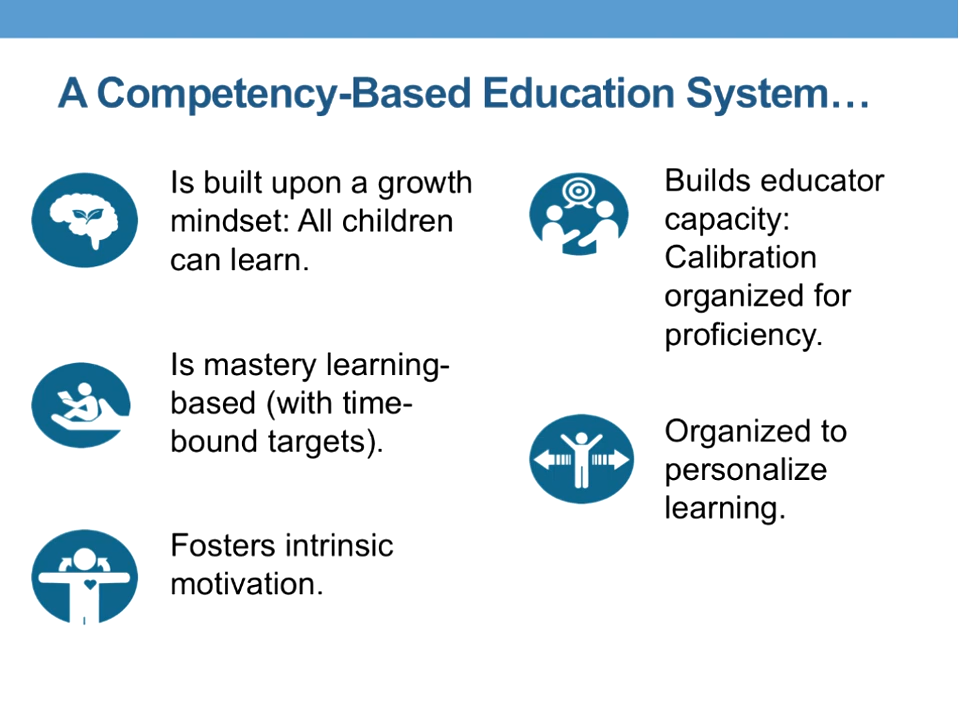 A Competency-Based Education System…
Is built upon a growth
mindset: All children
can learn.
Is mastery learning-
based (with time-
bound targets).
Fosters intrinsic
motivation.
Builds educator
capacity:
Calibration
organized for
proficiency.
Organized to
personalize
learning.